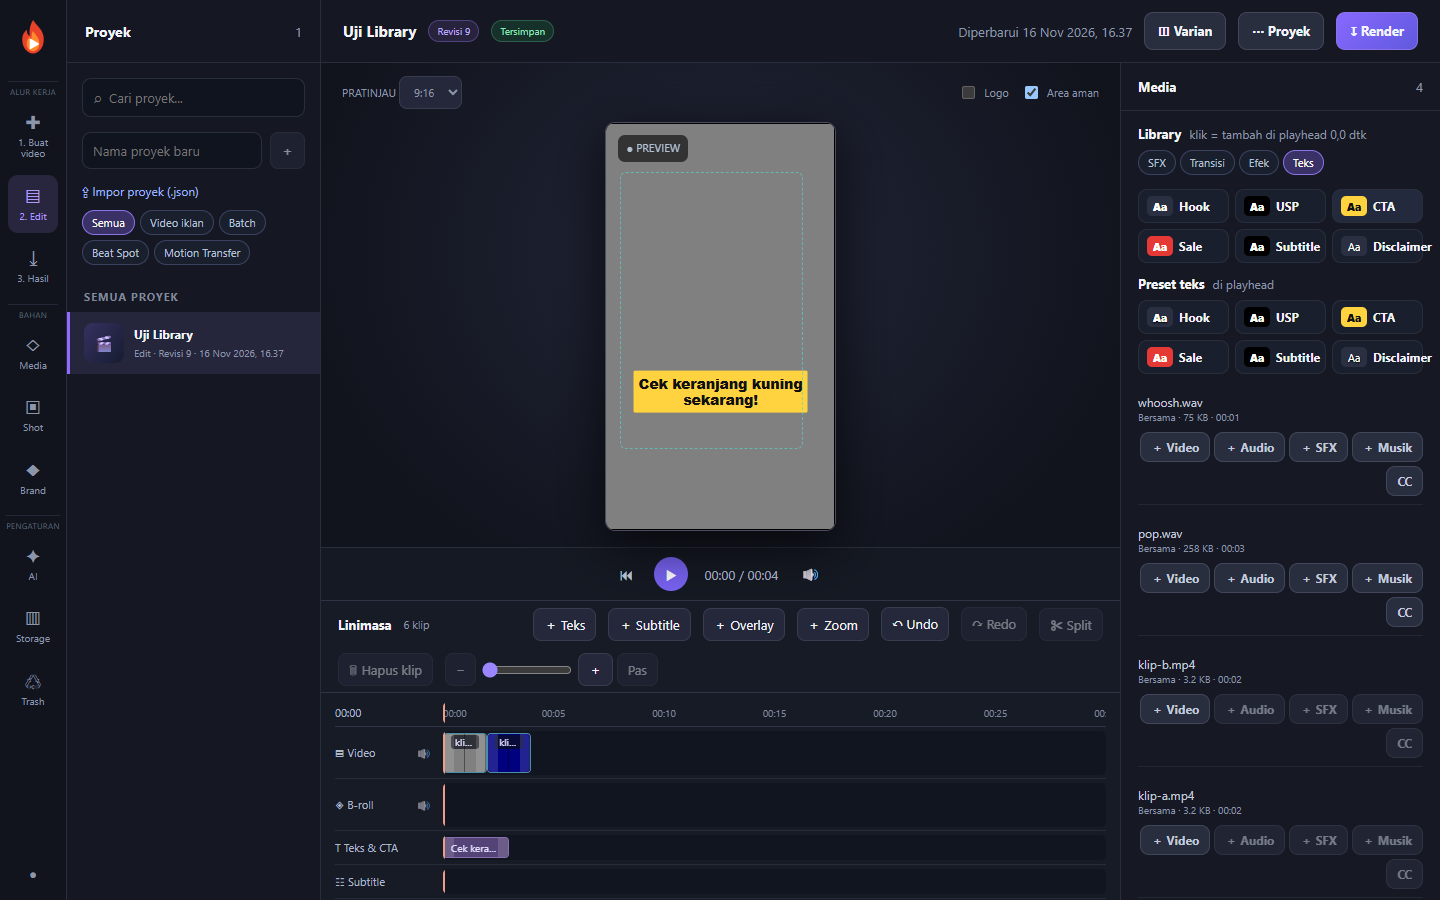 ALUR KERJA
1. Buat video
2. Edit
3. Hasil
BAHAN
Media
Shot
Brand
PENGATURAN
AI
Storage
Trash
Proyek 1
Cari proyek...
Nama proyek baru +
Impor proyek (.json)
Semua Video iklan Batch
Beat Spot Motion Transfer
SEMUA PROYEK
Uji Library
Edit · Revisi 9 · 16 Nov 2026, 16.37
Uji Library Revisi 9 Tersimpan
Diperbarui 16 Nov 2026, 16.37 Varian ··· Proyek Render
PRATINJAU 9:16 Logo Area aman
● PREVIEW
Cek keranjang kuning
sekarang!
00:00 / 00:04
Linimasa 6 klip + Teks + Subtitle + Overlay + Zoom Undo Redo Split
Hapus klip − + Pas
00:00 00:00 00:05 00:10 00:15 00:20 00:25 00:
Video kli... kli...
B-roll
T Teks & CTA Cek kera...
Subtitle
Media 4
Library klik = tambah di playhead 0,0 dtk
SFX Transisi Efek Teks
Aa Hook Aa USP Aa CTA
Aa Sale Aa Subtitle Aa Disclaimer
Preset teks di playhead
Aa Hook Aa USP Aa CTA
Aa Sale Aa Subtitle Aa Disclaimer
whoosh.wav
Bersama · 75 KB · 00:01
+ Video + Audio + SFX + Musik
CC
pop.wav
Bersama · 258 KB · 00:03
+ Video + Audio + SFX + Musik
CC
klip-b.mp4
Bersama · 3.2 KB · 00:02
+ Video + Audio + SFX + Musik
CC
klip-a.mp4
Bersama · 3.2 KB · 00:02
+ Video + Audio + SFX + Musik
CC